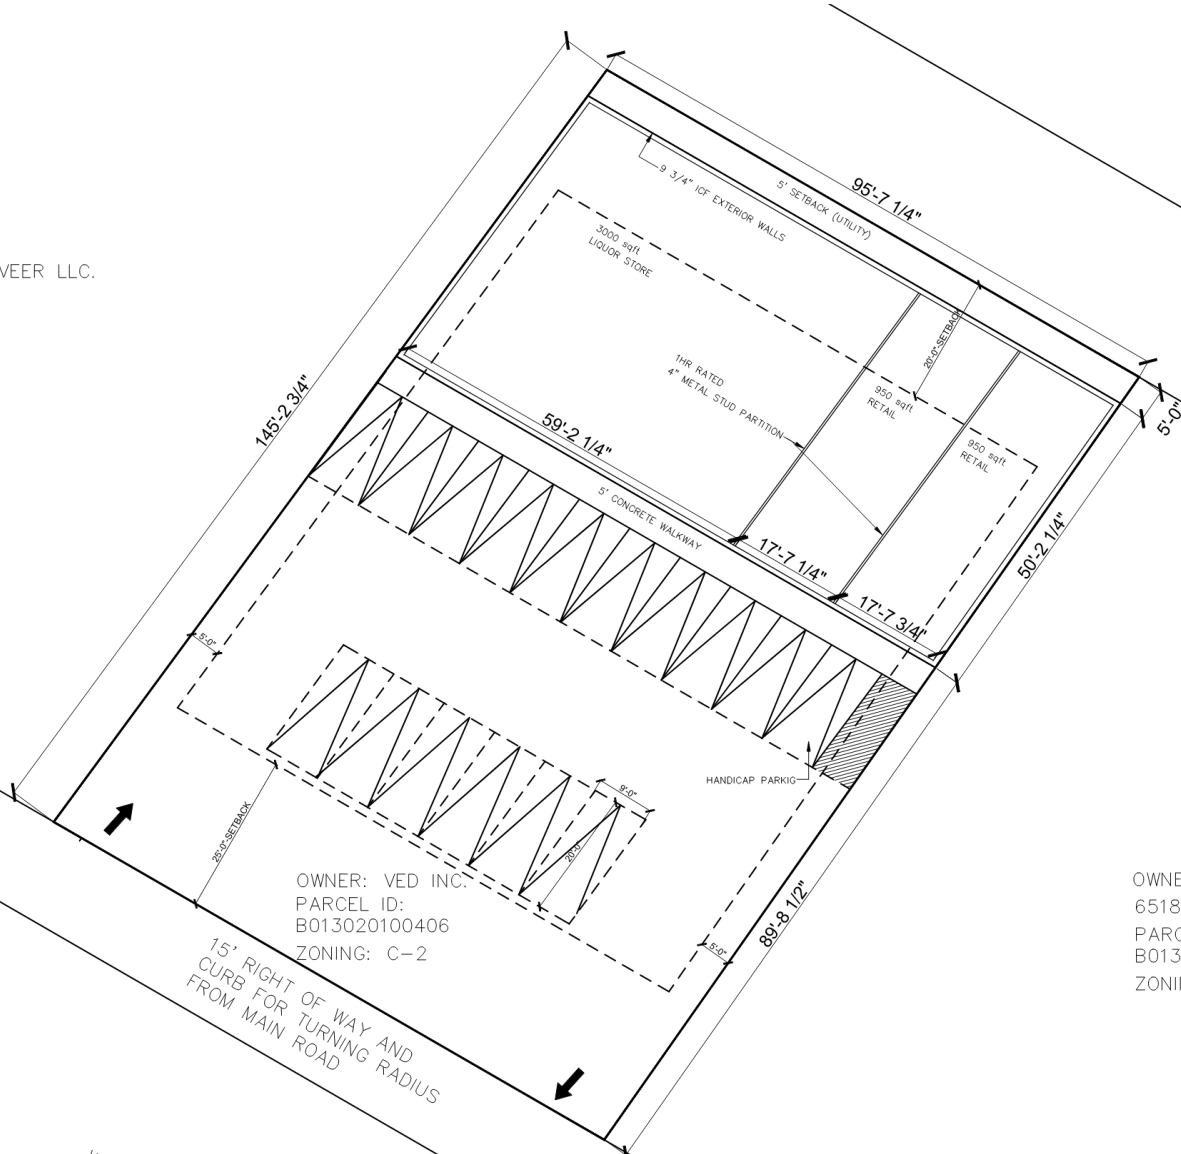 95'-7 1/4"
5' SETBACK (UTILITY)
9 3/4" ICF EXTERIOR WALLS
3000 sqft
LIQUOR STORE
VEER LLC.
20'-0"-SETBACK
1HR RATED
4" METAL STUD PARTITION
950 sqft
RETAIL
950 sqft
RETAIL
5'-0"
145'-2 3/4"
59'-2 1/4"
5' CONCRETE WALKWAY
17'-7 1/4"
17'-7 3/4"
50'-2 1/4"
5'-0"
HANDICAP PARKIG
9'-0"
20'-0"
25'-0"-SETBACK
OWNER: VED INC.
PARCEL ID:
B013020100406
ZONING: C-2
89'-8 1/2"
5'-0"
15' RIGHT OF WAY AND
CURB FOR TURNING RADIUS
FROM MAIN ROAD
OWNE
6518
PARC
B013
ZONI